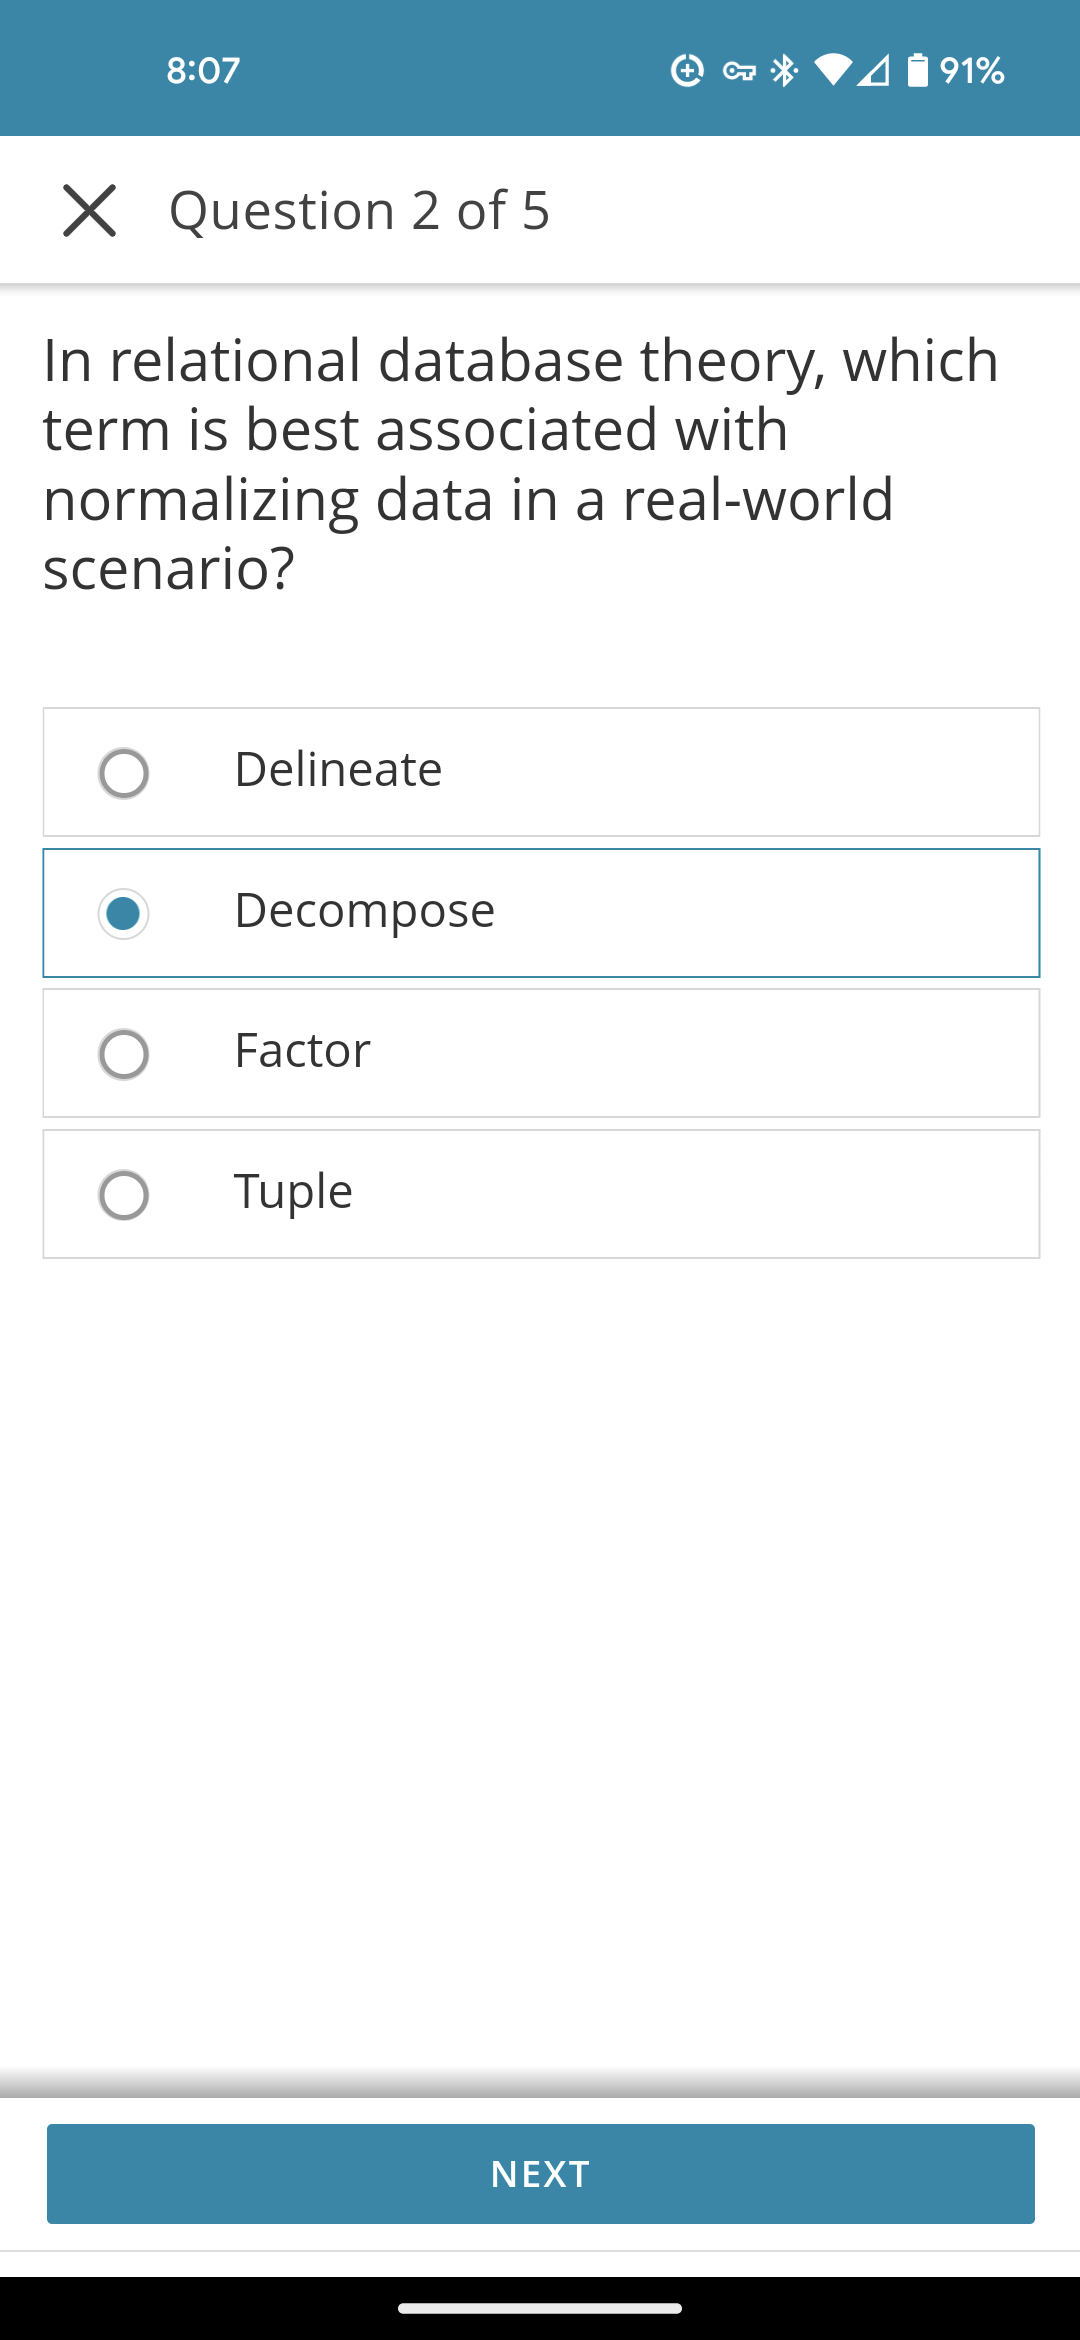 8:07
91%
Question 2 of 5
In relational database theory, which
term is best associated with
normalizing data in a real-world
scenario?
Delineate
Decompose
Factor
Tuple
NEXT